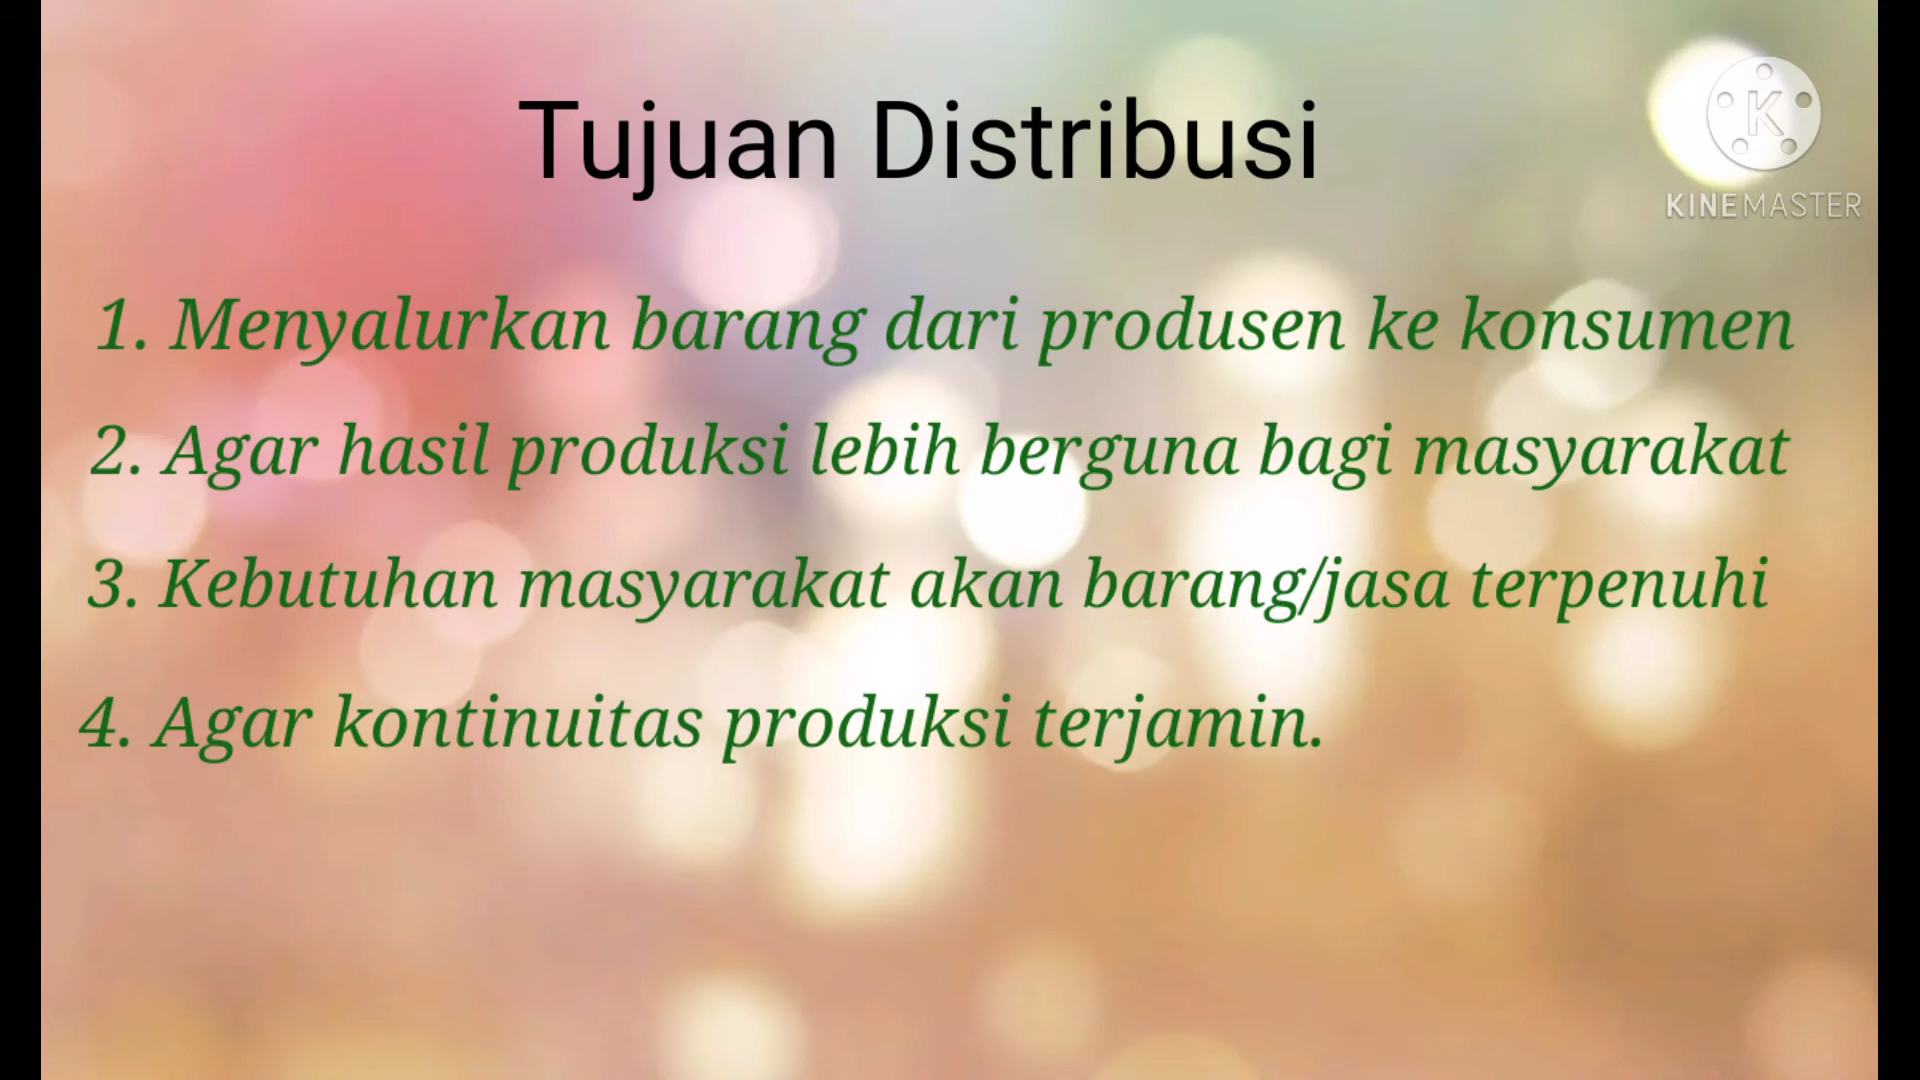 Tujuan Distribusi
KINEMASTER
1. Menyalurkan barang dari produsen ke konsumen
2. Agar hasil produksi lebih berguna bagi masyarakat
3. Kebutuhan masyarakat akan barang/jasa terpenuhi
4. Agar kontinuitas produksi terjamin.